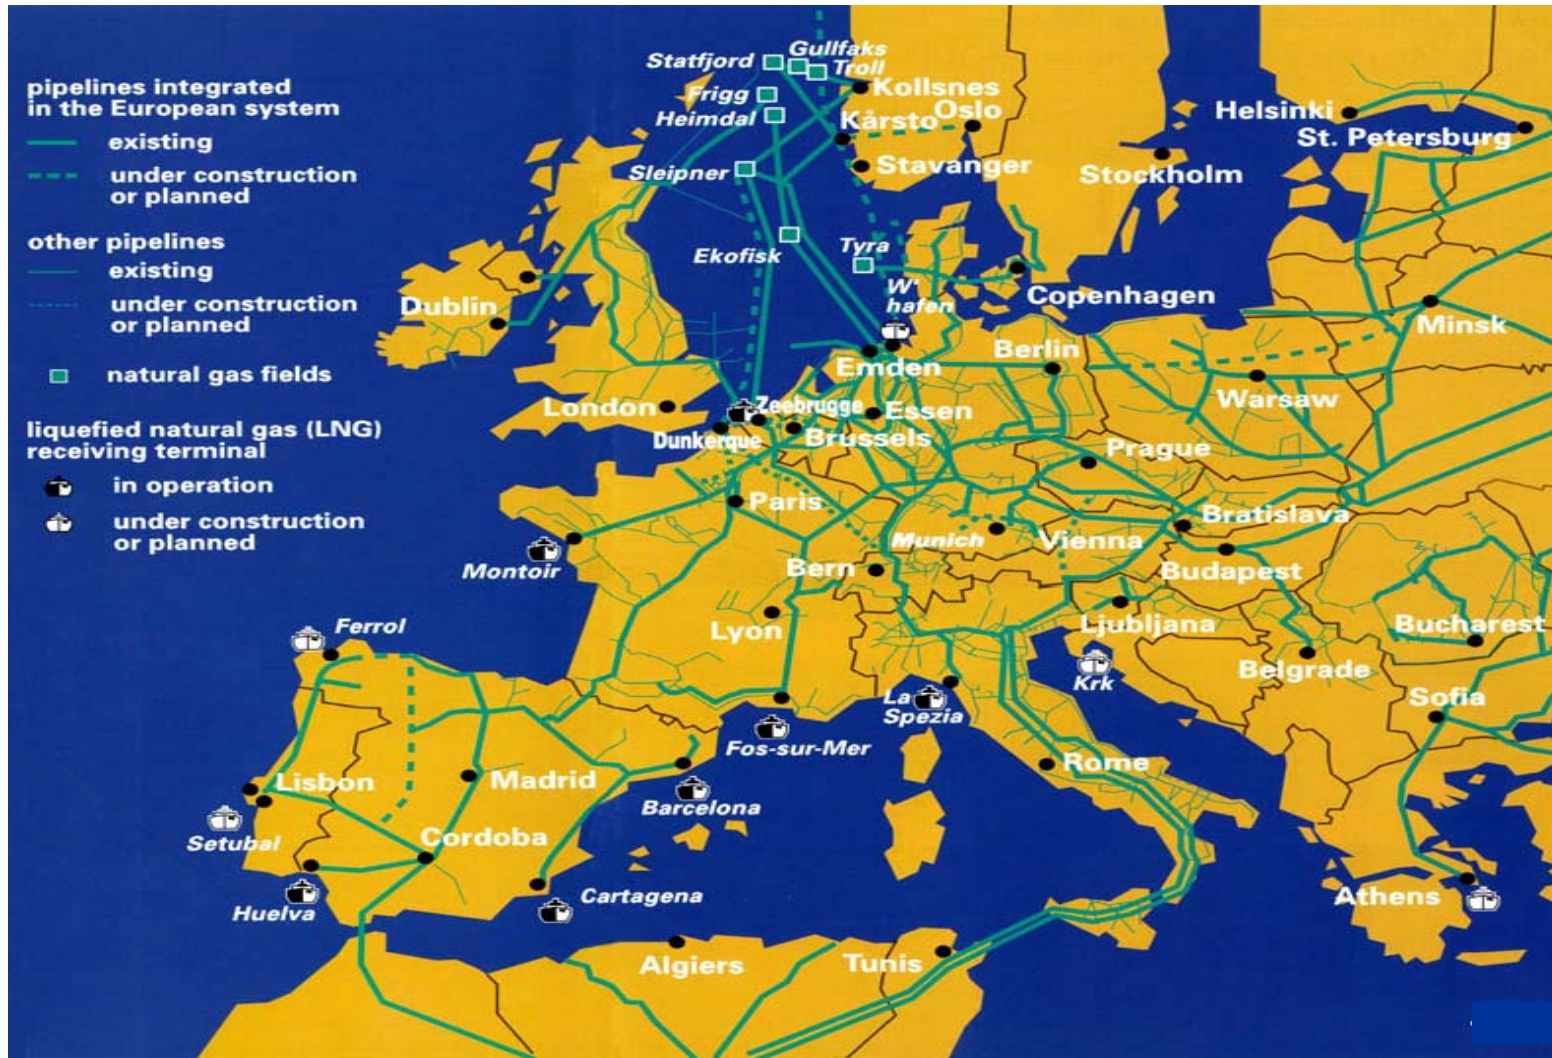 pipelines integrated
in the European system
existing
under construction
or planned
other pipelines
existing
under construction
or planned
natural gas fields
liquefied natural gas (LNG)
receiving terminal
in operation
under construction
or planned
Statfjord
Gullfaks
Troll
Frigg
Heimdal
Kollsnes
Oslo
Kårsto
Stavanger
Sleipner
Helsinki
St. Petersburg
Stockholm
Ekofisk
Tyra
W'
hafen
Copenhagen
Dublin
Minsk
Emden
Berlin
Warsaw
London
Zeebrugge
Essen
Dunkerque
Brussels
Prague
Paris
Bratislava
Munich
Vienna
Montoir
Bern
Budapest
Ferrol
Lyon
Ljubljana
Bucharest
Krk
Belgrade
La
Spezia
Sofia
Fos-sur-Mer
Rome
Lisbon
Madrid
Barcelona
Setubal
Cordoba
Huelva
Cartagena
Athens
Algiers
Tunis